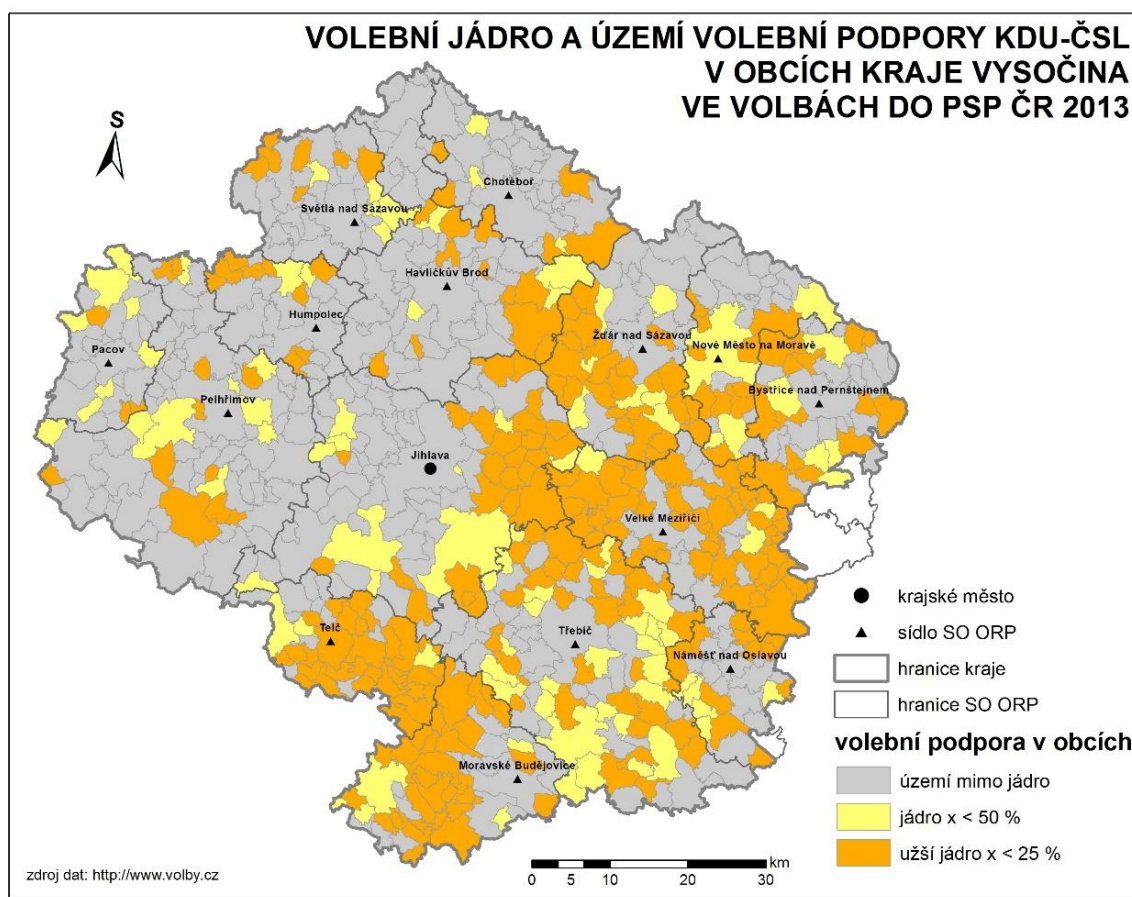 VOLEBNÍ JÁDRO A ÚZEMÍ VOLEBNÍ PODPORY KDU-ČSL
V OBCÍCH KRAJE VYSOČINA
VE VOLBÁCH DO PSP ČR 2013
S
Chotěboř
Světlá nad Sázavou
Havlíčkův Brod
Humpolec
Pacov
Žďár nad Sázavou
Nové Město na Moravě
Bystřice nad Pernštejnem
Pelhřimov
Jihlava
Velké Meziříčí
Telč
Třebíč
Náměšť nad Oslavou
Moravské Budějovice
krajské město
sídlo SO ORP
hranice kraje
hranice SO ORP
volební podpora v obcích
území mimo jádro
jádro x < 50 %
užší jádro x < 25 %
km
0 5 10 20 30
zdroj dat: http://www.volby.cz